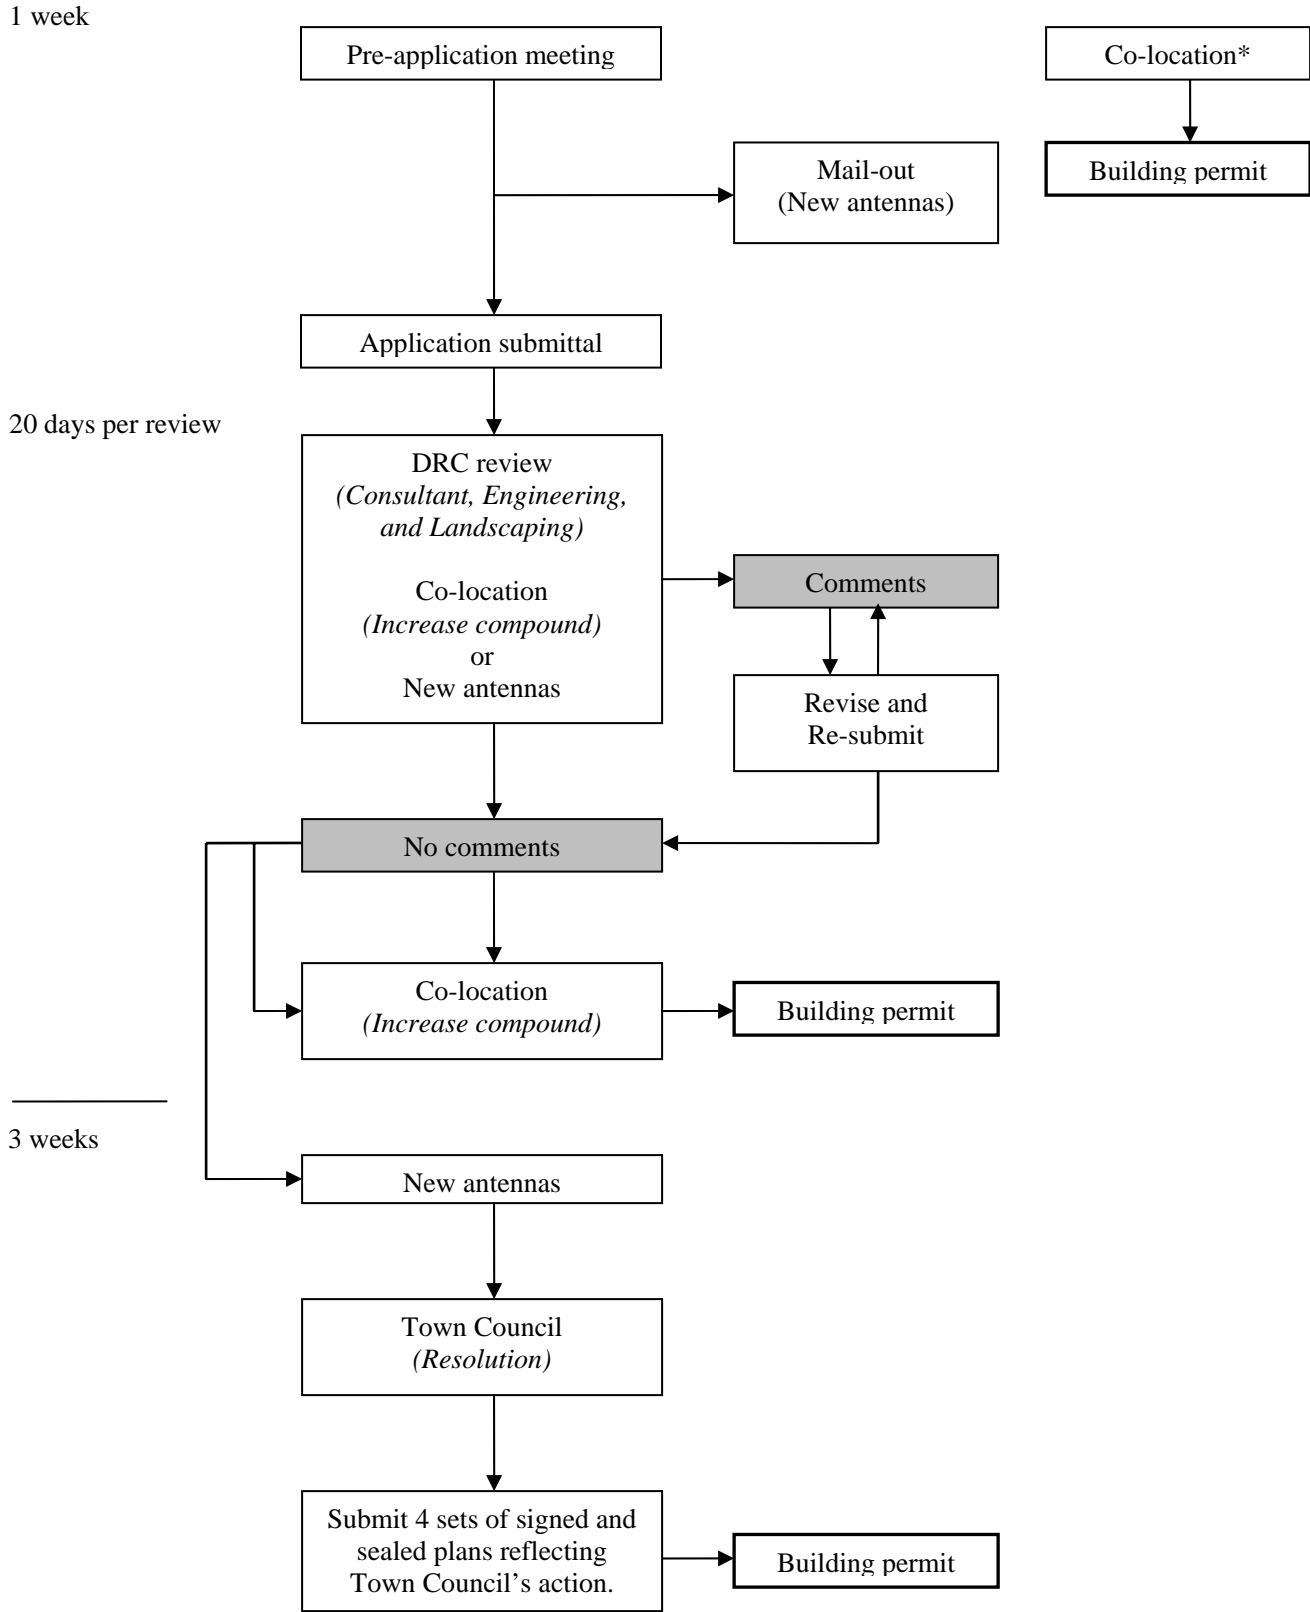 1 week
Pre-application meeting
Co-location*
Mail-out
(New antennas)
Building permit
Application submittal
20 days per review
DRC review
(Consultant, Engineering,
and Landscaping)
Co-location
(Increase compound)
or
New antennas
Comments
Revise and
Re-submit
No comments
Co-location
(Increase compound)
Building permit
3 weeks
New antennas
Town Council
(Resolution)
Submit 4 sets of signed and
sealed plans reflecting
Town Council’s action.
Building permit